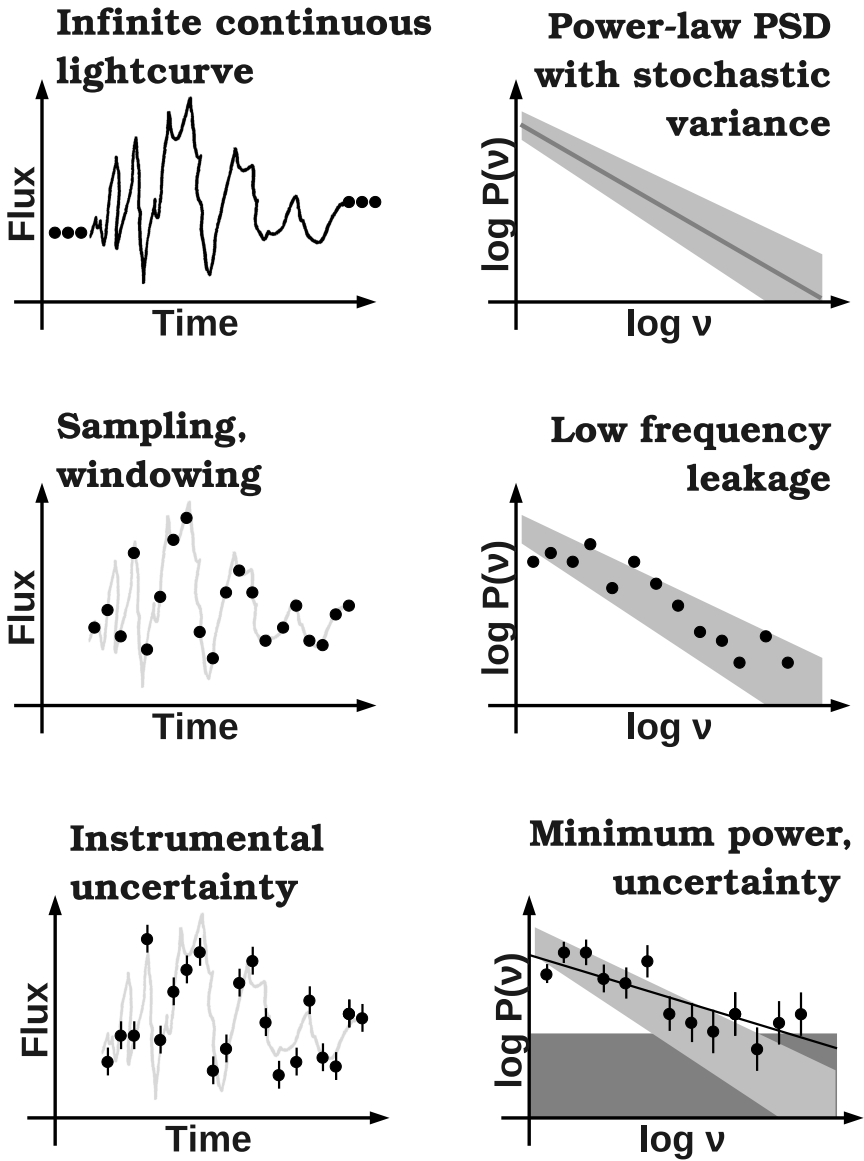 Infinite continuous
lightcurve
Flux
Time
Power-law PSD
with stochastic
variance
log P(ν)
log ν
Sampling,
windowing
Flux
Time
Low frequency
leakage
log P(ν)
log ν
Instrumental
uncertainty
Flux
Time
Minimum power,
uncertainty
log P(ν)
log ν